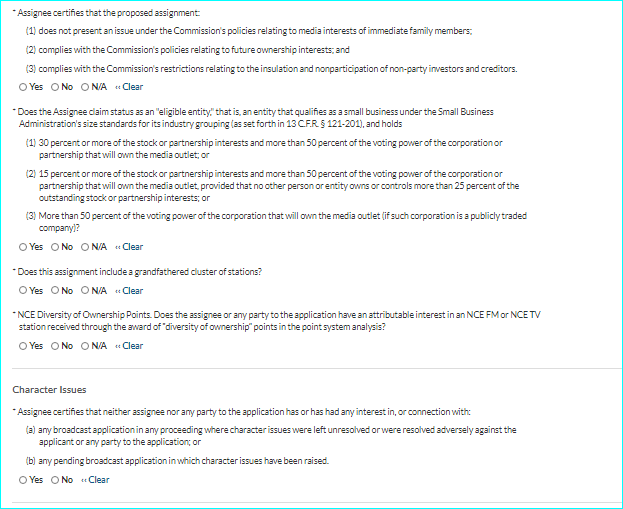 * Assignee certifies that the proposed assignment:
(1) does not present an issue under the Commission's policies relating to media interests of immediate family members;
(2) complies with the Commission's policies relating to future ownership interests; and
(3) complies with the Commission's restrictions relating to the insulation and nonparticipation of non-party investors and creditors.
Yes No N/A « Clear
* Does the Assignee claim status as an "eligible entity," that is, an entity that qualifies as a small business under the Small Business
Administration's size standards for its industry grouping (as set forth in 13 C.F.R. § 121-201), and holds
(1) 30 percent or more of the stock or partnership interests and more than 50 percent of the voting power of the corporation or
partnership that will own the media outlet; or
(2) 15 percent or more of the stock or partnership interests and more than 50 percent of the voting power of the corporation or
partnership that will own the media outlet, provided that no other person or entity owns or controls more than 25 percent of the
outstanding stock or partnership interests; or
(3) More than 50 percent of the voting power of the corporation that will own the media outlet (if such corporation is a publicly traded
company)?
Yes No N/A « Clear
* Does this assignment include a grandfathered cluster of stations?
Yes No N/A « Clear
* NCE Diversity of Ownership Points. Does the assignee or any party to the application have an attributable interest in an NCE FM or NCE TV
station received through the award of "diversity of ownership" points in the point system analysis?
Yes No N/A « Clear
Character Issues
* Assignee certifies that neither assignee nor any party to the application has or has had any interest in, or connection with:
(a) any broadcast application in any proceeding where character issues were left unresolved or were resolved adversely against the
applicant or any party to the application; or
(b) any pending broadcast application in which character issues have been raised.
Yes No « Clear